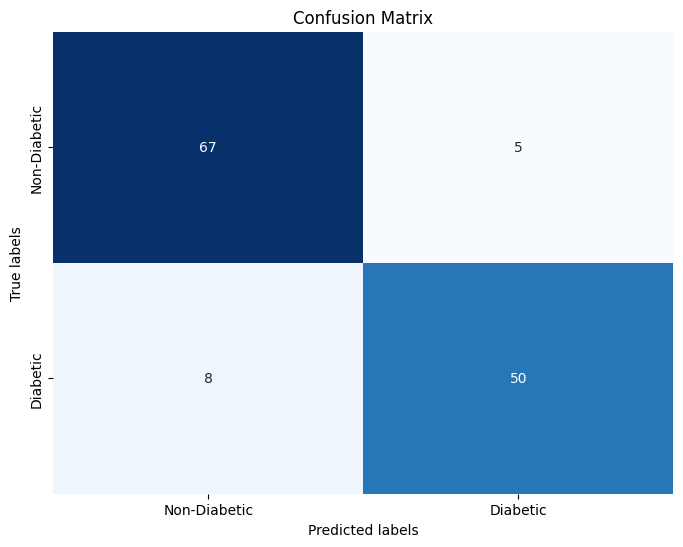 Confusion Matrix
True labels
Non-Diabetic
67
5
Diabetic
8
50
Non-Diabetic
Diabetic
Predicted labels